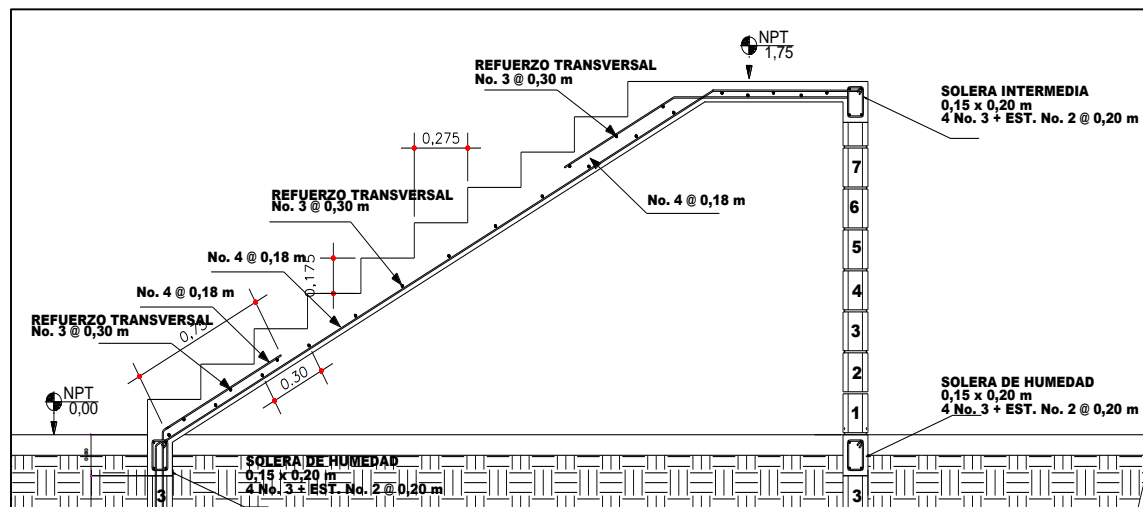 NPT
1,75
REFUERZO TRANSVERSAL
No. 3 @ 0,30 m
SOLERA INTERMEDIA
0,15 x 0,20 m
4 No. 3 + EST. No. 2 @ 0,20 m
0,275
7
REFUERZO TRANSVERSAL
No. 3 @ 0,30 m
No. 4 @ 0,18 m
6
No. 4 @ 0,18 m
5
0,175
No. 4 @ 0,18 m
4
REFUERZO TRANSVERSAL
No. 3 @ 0,30 m
0,75
3
0.30
2
SOLERA DE HUMEDAD
0,15 x 0,20 m
4 No. 3 + EST. No. 2 @ 0,20 m
NPT
0,00
1
SOLERA DE HUMEDAD
0,15 x 0,20 m
4 No. 3 + EST. No. 2 @ 0,20 m
3
3